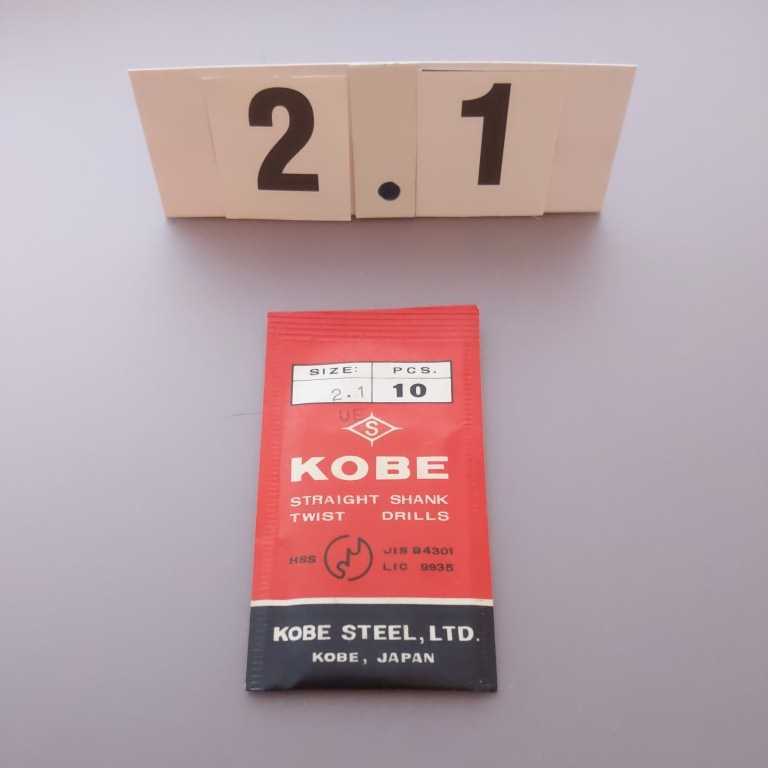 2.1
SIZE: PCS.
2.1 10
UE
S
KOBE
STRAIGHT SHANK
TWIST DRILLS
HSS JIS B4301
LIC 9935
KOBE STEEL, LTD.
KOBE, JAPAN